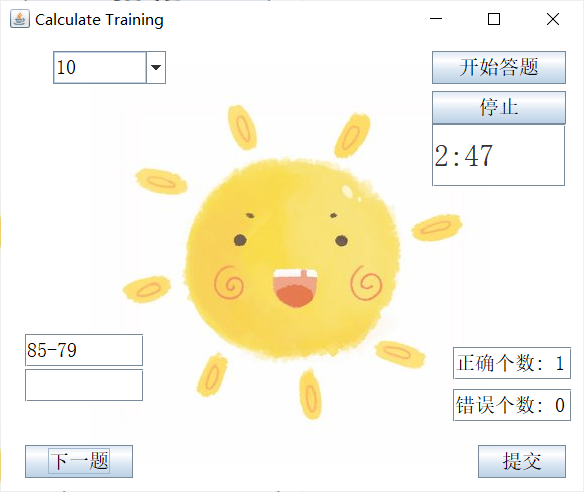 Calculate Training
10
开始答题
停止
2:47
85-79
正确个数: 1
错误个数: 0
下一题
提交